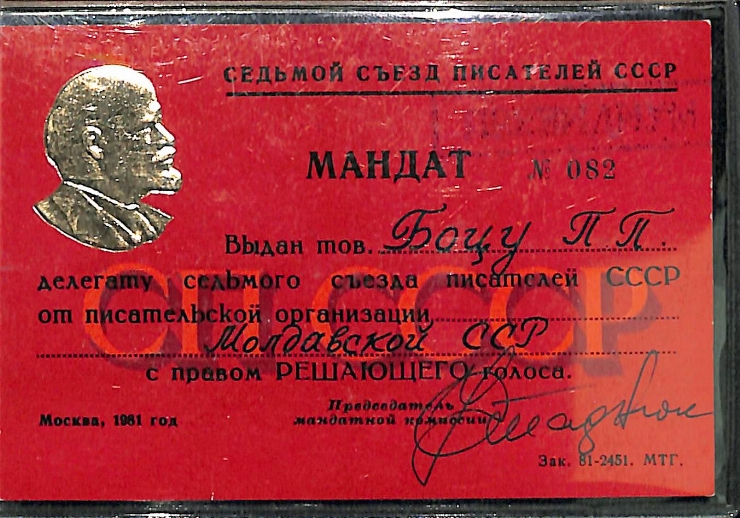 СЕДЬМОЙ СЪЕЗД ПИСАТЕЛЕЙ СССР
МАНДАТ № 082
Выдан тов. Боцу П.П.
делегату седьмого съезда писателей СССР
от писательской организации
Молдавской ССР
с правом РЕШАЮЩЕГО голоса.
СП СССР
Москва, 1981 год
Председатель
мандатной комиссии
Зак. 81-2451. МТГ.